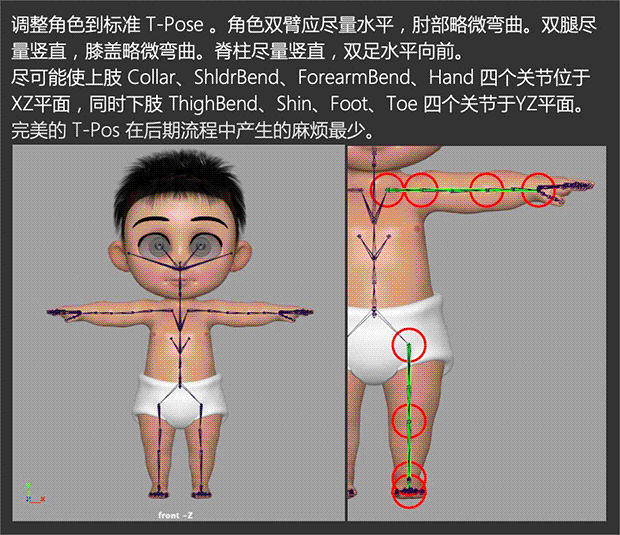 调整角色到标准 T-Pose 。角色双臂应尽量水平，肘部略微弯曲。双腿尽
量竖直，膝盖略微弯曲。脊柱尽量竖直，双足水平向前。
尽可能使上肢 Collar、ShldrBend、ForearmBend、Hand 四个关节位于
XZ平面，同时下肢 ThighBend、Shin、Foot、Toe 四个关节于YZ平面。
完美的 T-Pos 在后期流程中产生的麻烦最少。
front -Z